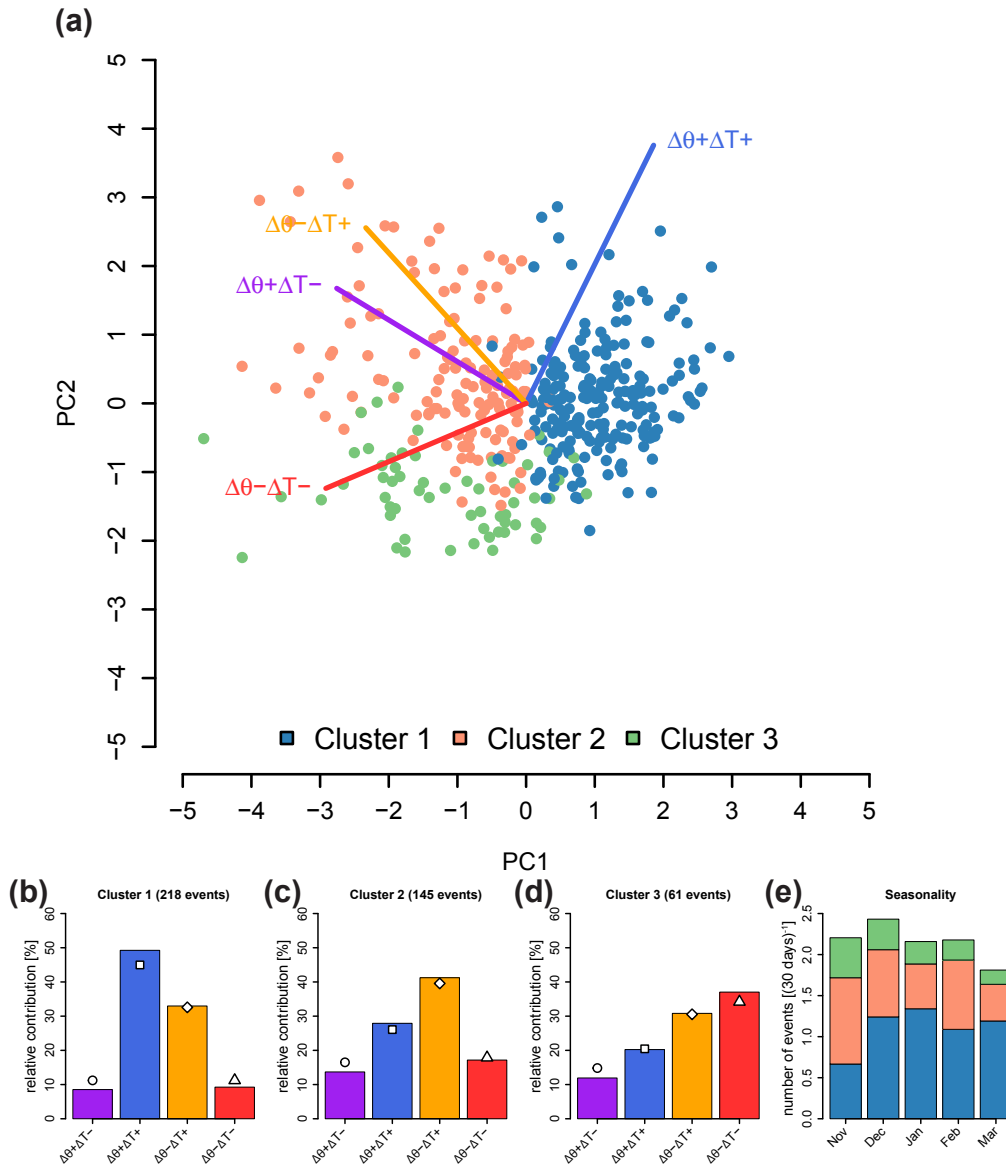 (a)
5
4
3
2
1
0
−1
−2
−3
−4
−5
PC2
Δθ+ΔT+
Δθ−ΔT+
Δθ+ΔT−
Δθ−ΔT−
Cluster 1 Cluster 2 Cluster 3
−5 −4 −3 −2 −1 0 1 2 3 4 5
PC1
(b)
Cluster 1 (218 events)
relative contribution [%]
0 10 20 30 40 50 60
Δθ+ΔT− Δθ+ΔT+ Δθ−ΔT+ Δθ−ΔT−
(c)
Cluster 2 (145 events)
relative contribution [%]
0 10 20 30 40 50 60
Δθ+ΔT− Δθ+ΔT+ Δθ−ΔT+ Δθ−ΔT−
(d)
Cluster 3 (61 events)
relative contribution [%]
0 10 20 30 40 50 60
Δθ+ΔT− Δθ+ΔT+ Δθ−ΔT+ Δθ−ΔT−
(e)
Seasonality
number of events [(30 days)⁻¹]
0.0 0.5 1.0 1.5 2.0 2.5
Nov Dec Jan Feb Mar